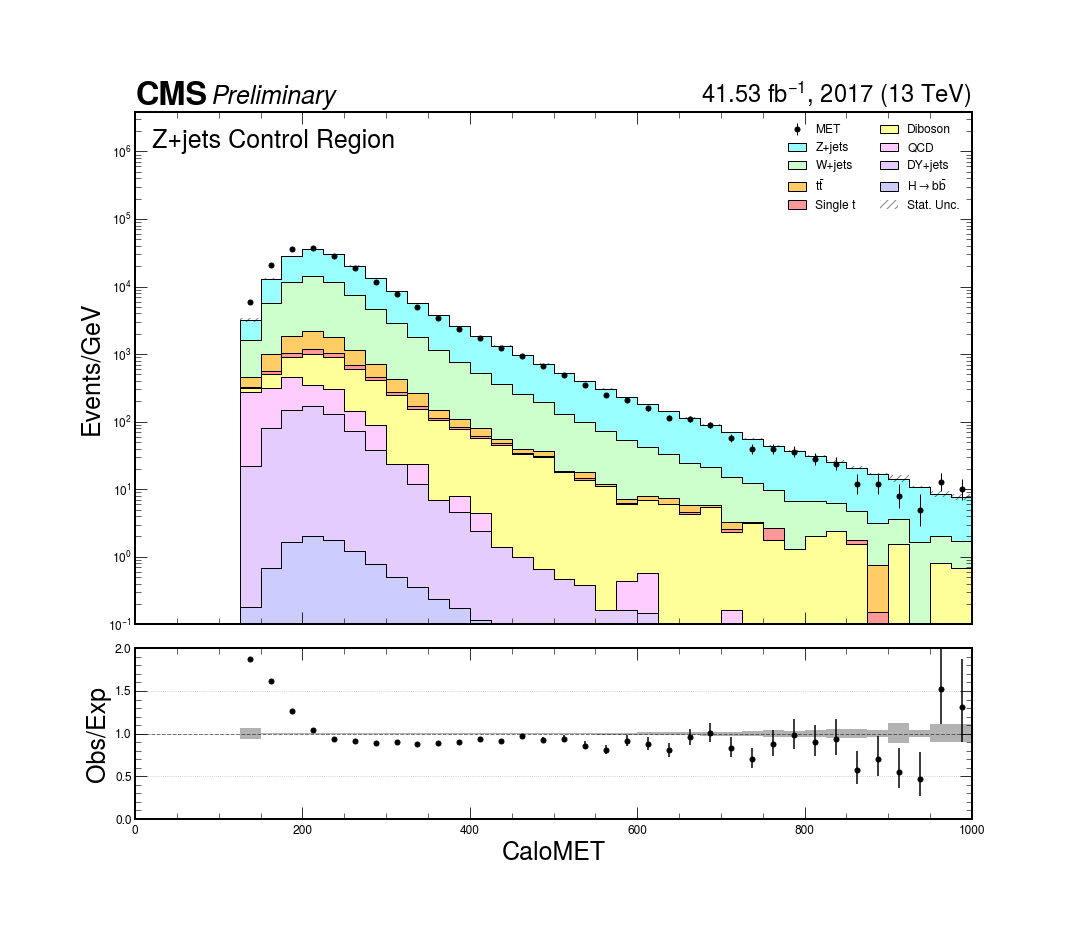 CMS Preliminary
41.53 fb⁻¹, 2017 (13 TeV)
Z+jets Control Region
MET
Z+jets
W+jets
tt̄
Single t
Diboson
QCD
DY+jets
H→bb̄
Stat. Unc.
Events/GeV
10⁶
10⁵
10⁴
10³
10²
10¹
10⁰
10⁻¹
Obs/Exp
2.0
1.5
1.0
0.5
0.0
0 200 400 600 800 1000
CaloMET